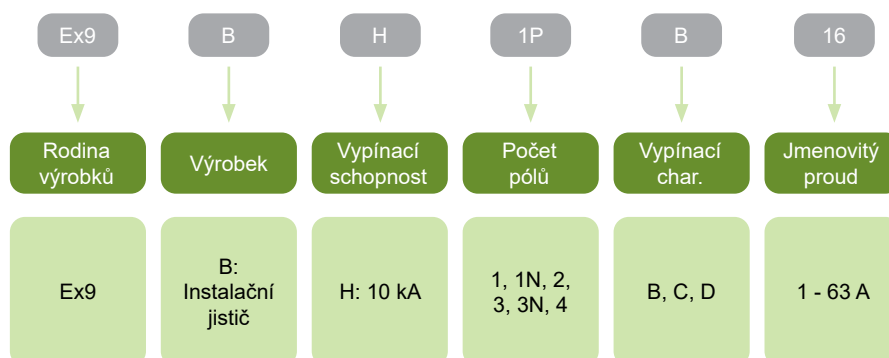 Ex9
B
H
1P
B
16
Rodina
výrobků
Výrobek
Vypínací
schopnost
Počet
pólů
Vypínací
char.
Jmenovitý
proud
Ex9
B:
Instalační
jistič
H: 10 kA
1, 1N, 2,
3, 3N, 4
B, C, D
1 - 63 A